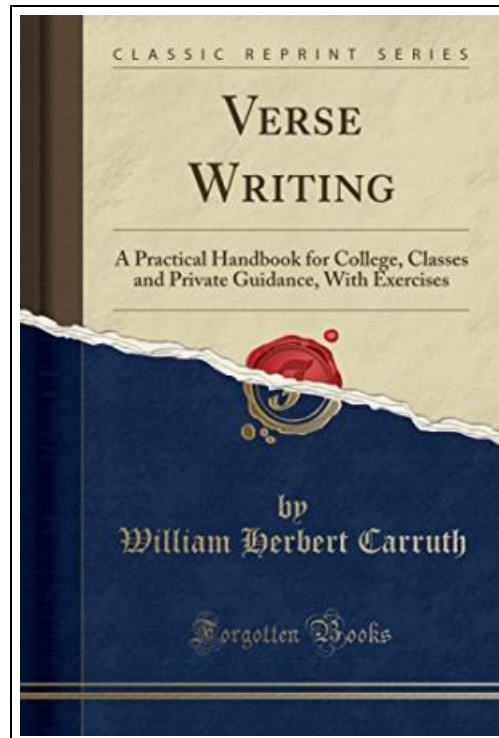 CLASSIC REPRINT SERIES
VERSE
WRITING
A Practical Handbook for College, Classes
and Private Guidance, With Exercises
by
William Herbert Carruth
Forgotten Books